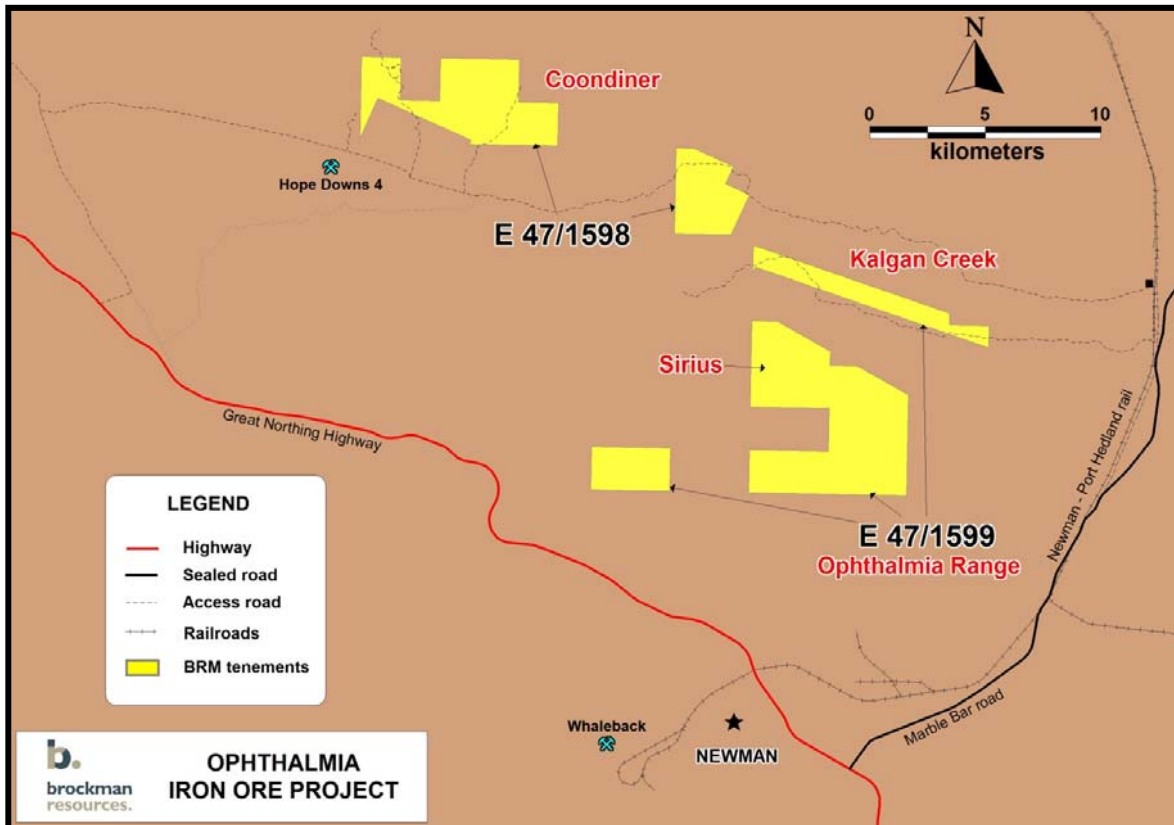 N
Coondiner
0 5 10
kilometers
Hope Downs 4
E 47/1598
Kalgan Creek
Sirius
Great Northing Highway
Newman - Port Hedland rail
E 47/1599
Ophthalmia Range
LEGEND
Highway
Sealed road
Access road
Railroads
BRM tenements
Whaleback
NEWMAN
Marble Bar road
b.
brockman
resources.
OPHTHALMIA
IRON ORE PROJECT